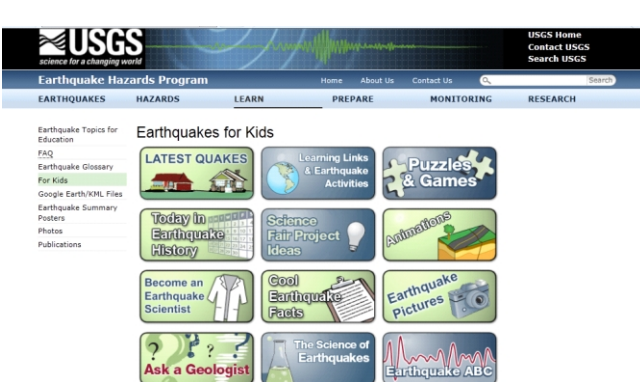 USGS
science for a changing world
USGS Home
Contact USGS
Search USGS
Earthquake Hazards Program
Home About Us Contact Us Search
EARTHQUAKES HAZARDS LEARN PREPARE MONITORING RESEARCH
Earthquake Topics for
Education
FAQ
Earthquake Glossary
For Kids
Google Earth/KML Files
Earthquake Summary
Posters
Photos
Publications
Earthquakes for Kids
LATEST QUAKES
Learning Links
& Earthquake
Activities
Puzzles
& Games
Today in
Earthquake
History
Science
Fair Project
Ideas
Animations
Become an
Earthquake
Scientist
Cool
Earthquake
Facts
Earthquake
Pictures
Ask a Geologist
The Science of
Earthquakes
Earthquake ABC